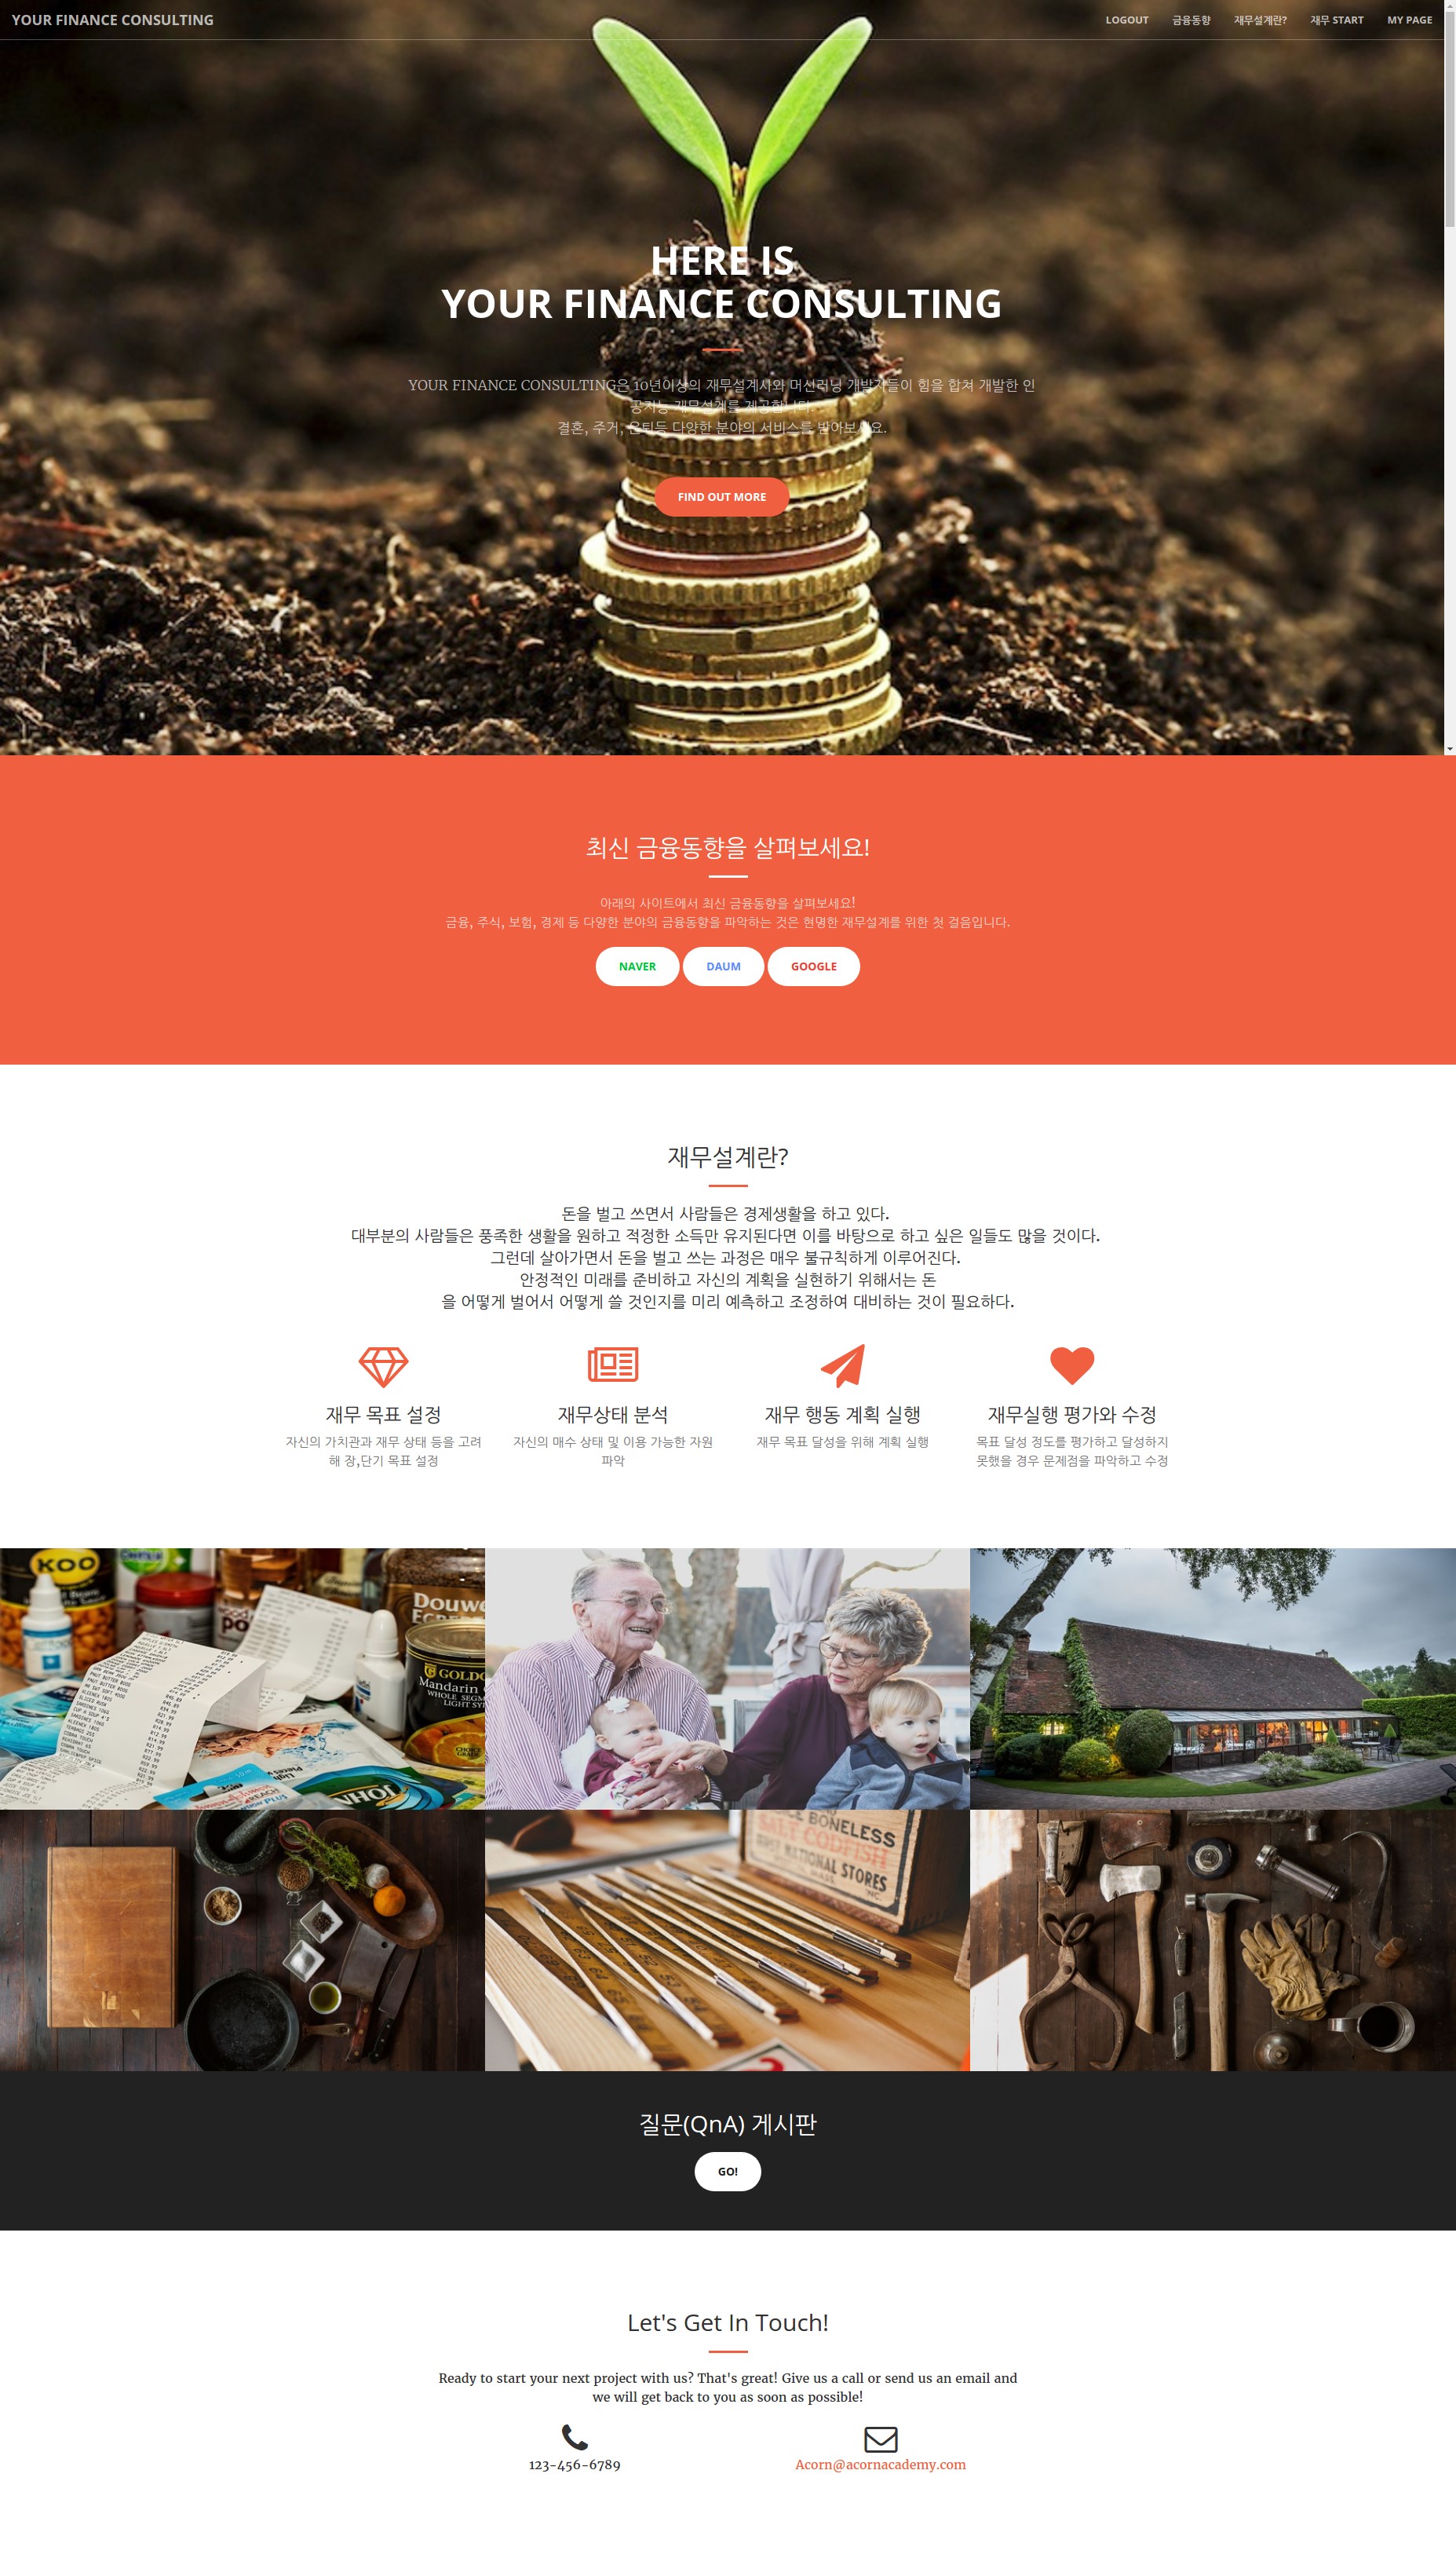 YOUR FINANCE CONSULTING
LOGOUT 금융동향 재무설계란? 재무 START MY PAGE
HERE IS
YOUR FINANCE CONSULTING
YOUR FINANCE CONSULTING은 10년이상의 재무설계사와 머신러닝 개발자들이 힘을 합쳐 개발한 인
공지능 재무설계를 제공합니다.
결혼, 주거, 은퇴등 다양한 분야의 서비스를 받아보세요.
FIND OUT MORE
최신 금융동향을 살펴보세요!
아래의 사이트에서 최신 금융동향을 살펴보세요!
금융, 주식, 보험, 경제 등 다양한 분야의 금융동향을 파악하는 것은 현명한 재무설계를 위한 첫 걸음입니다.
NAVER DAUM GOOGLE
재무설계란?
돈을 벌고 쓰면서 사람들은 경제생활을 하고 있다.
대부분의 사람들은 풍족한 생활을 원하고 적정한 소득만 유지된다면 이를 바탕으로 하고 싶은 일들도 많을 것이다.
그런데 살아가면서 돈을 벌고 쓰는 과정은 매우 불규칙하게 이루어진다.
안정적인 미래를 준비하고 자신의 계획을 실현하기 위해서는 돈
을 어떻게 벌어서 어떻게 쓸 것인지를 미리 예측하고 조정하여 대비하는 것이 필요하다.
재무 목표 설정
자신의 가치관과 재무 상태 등을 고려
해 장,단기 목표 설정
재무상태 분석
자신의 매수 상태 및 이용 가능한 자원
파악
재무 행동 계획 실행
재무 목표 달성을 위해 계획 실행
재무실행 평가와 수정
목표 달성 정도를 평가하고 달성하지
못했을 경우 문제점을 파악하고 수정
KOO
Douwe
GOLD
Mandarin
WHOLE SEG
LIGHT SY
BONELESS
SALT CODFISH
NATIONAL STORES
MASS.
INC.
질문(QnA) 게시판
GO!
Let's Get In Touch!
Ready to start your next project with us? That's great! Give us a call or send us an email and
we will get back to you as soon as possible!
123-456-6789
Acorn@acornacademy.com